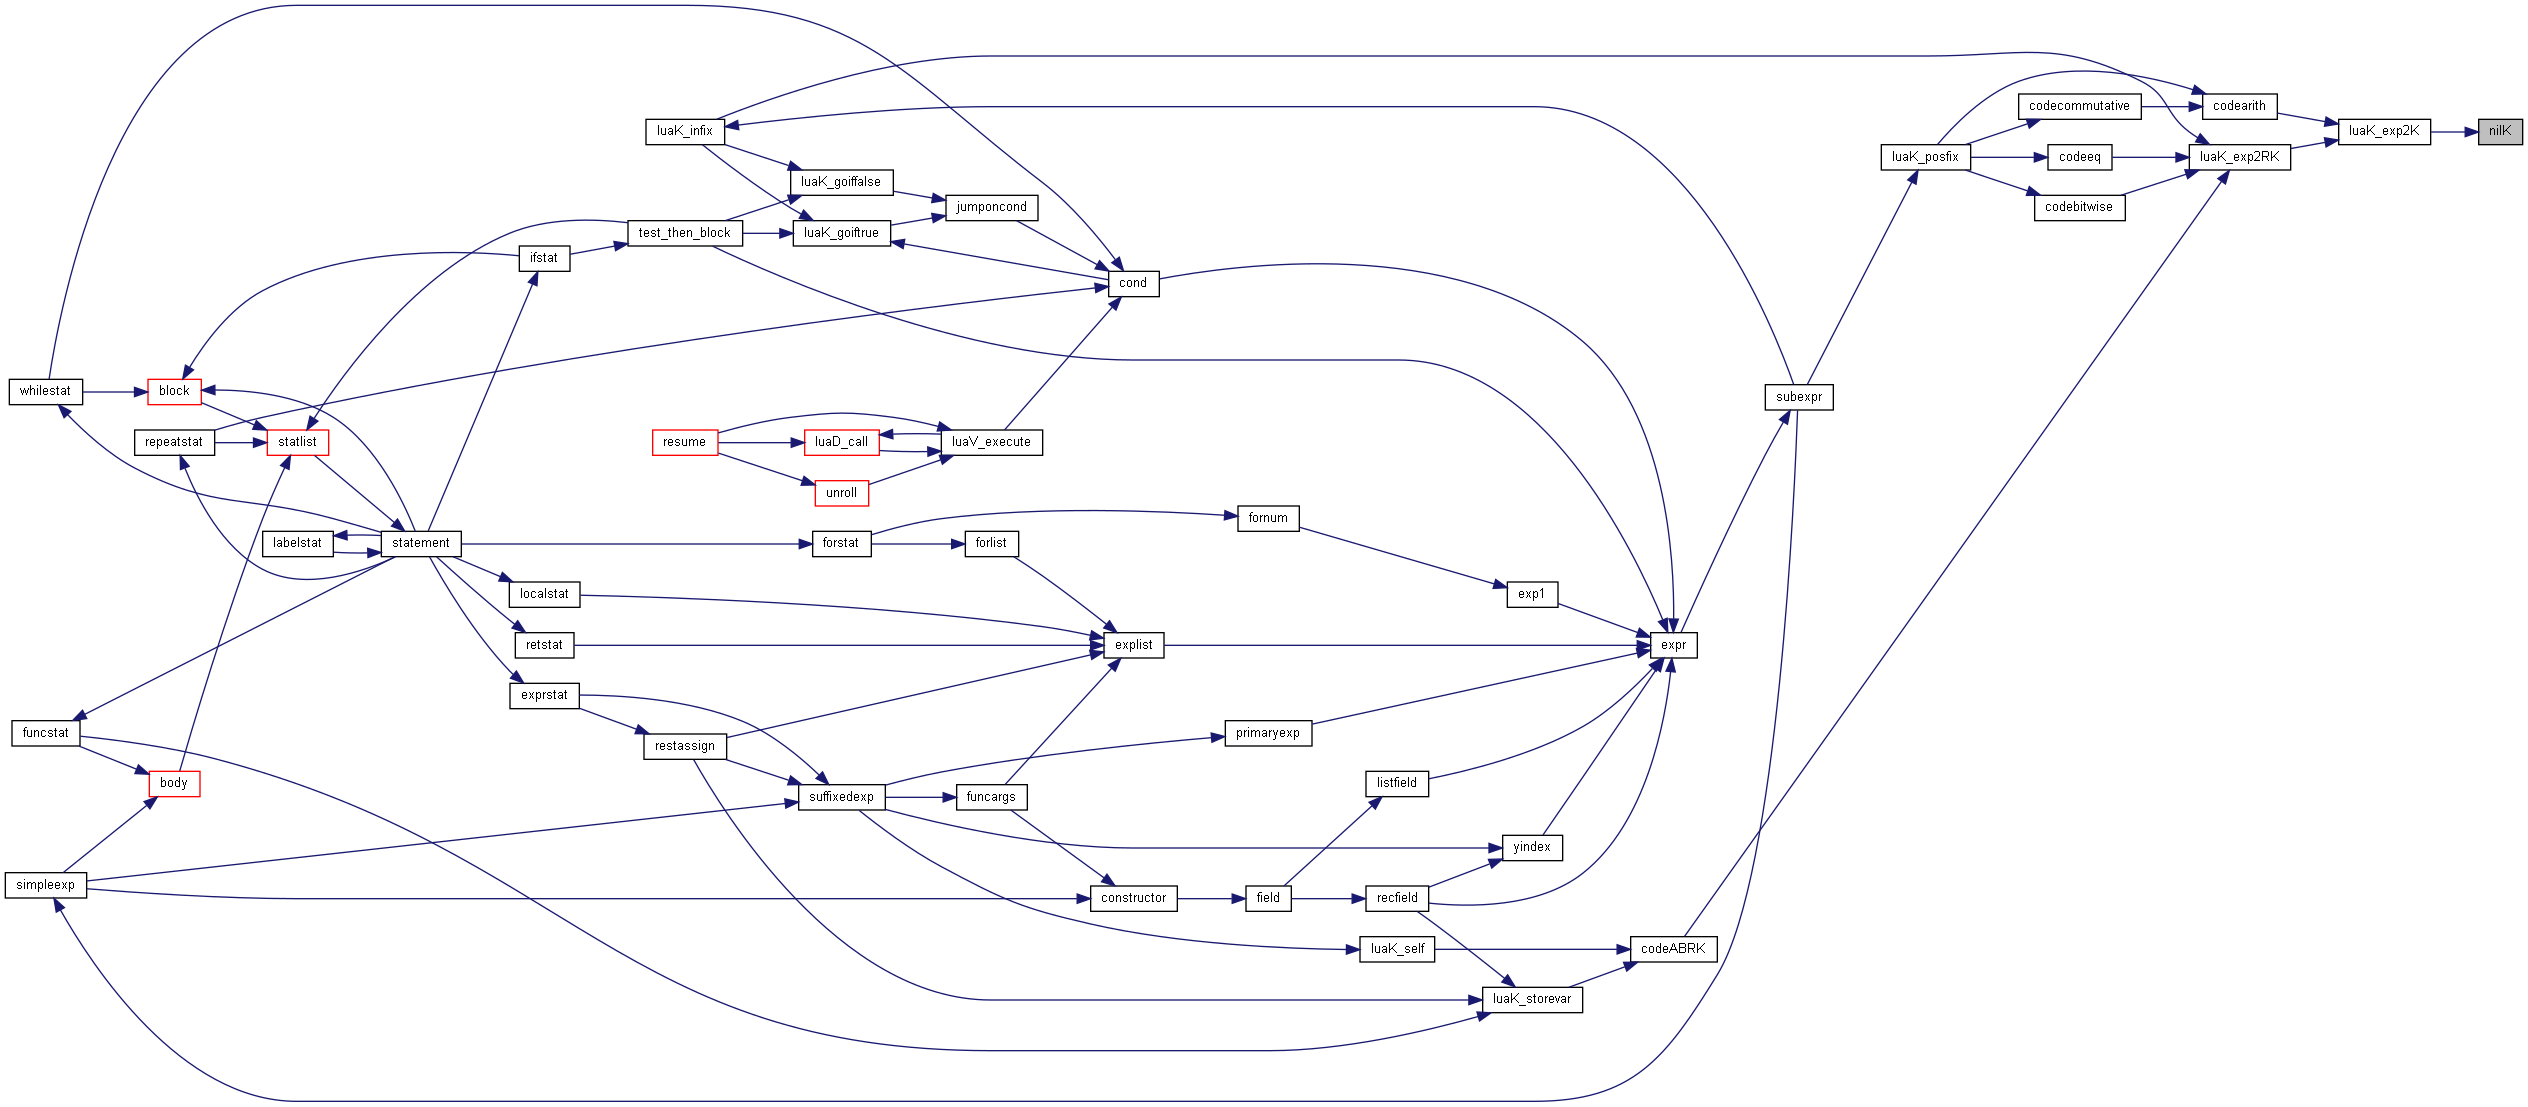 codecommutative
codearith
luaK_infix
luaK_exp2K
nilK
luaK_posfix
codeeq
luaK_exp2RK
luaK_goiffalse
jumponcond
codebitwise
test_then_block
luaK_goiftrue
ifstat
cond
whilestat
block
subexpr
repeatstat
statlist
resume
luaD_call
luaV_execute
unroll
fornum
labelstat
statement
forstat
forlist
localstat
exp1
retstat
explist
expr
exprstat
funcstat
restassign
primaryexp
body
listfield
suffixedexp
funcargs
yindex
simpleexp
constructor
field
recfield
luaK_self
codeABRK
luaK_storevar